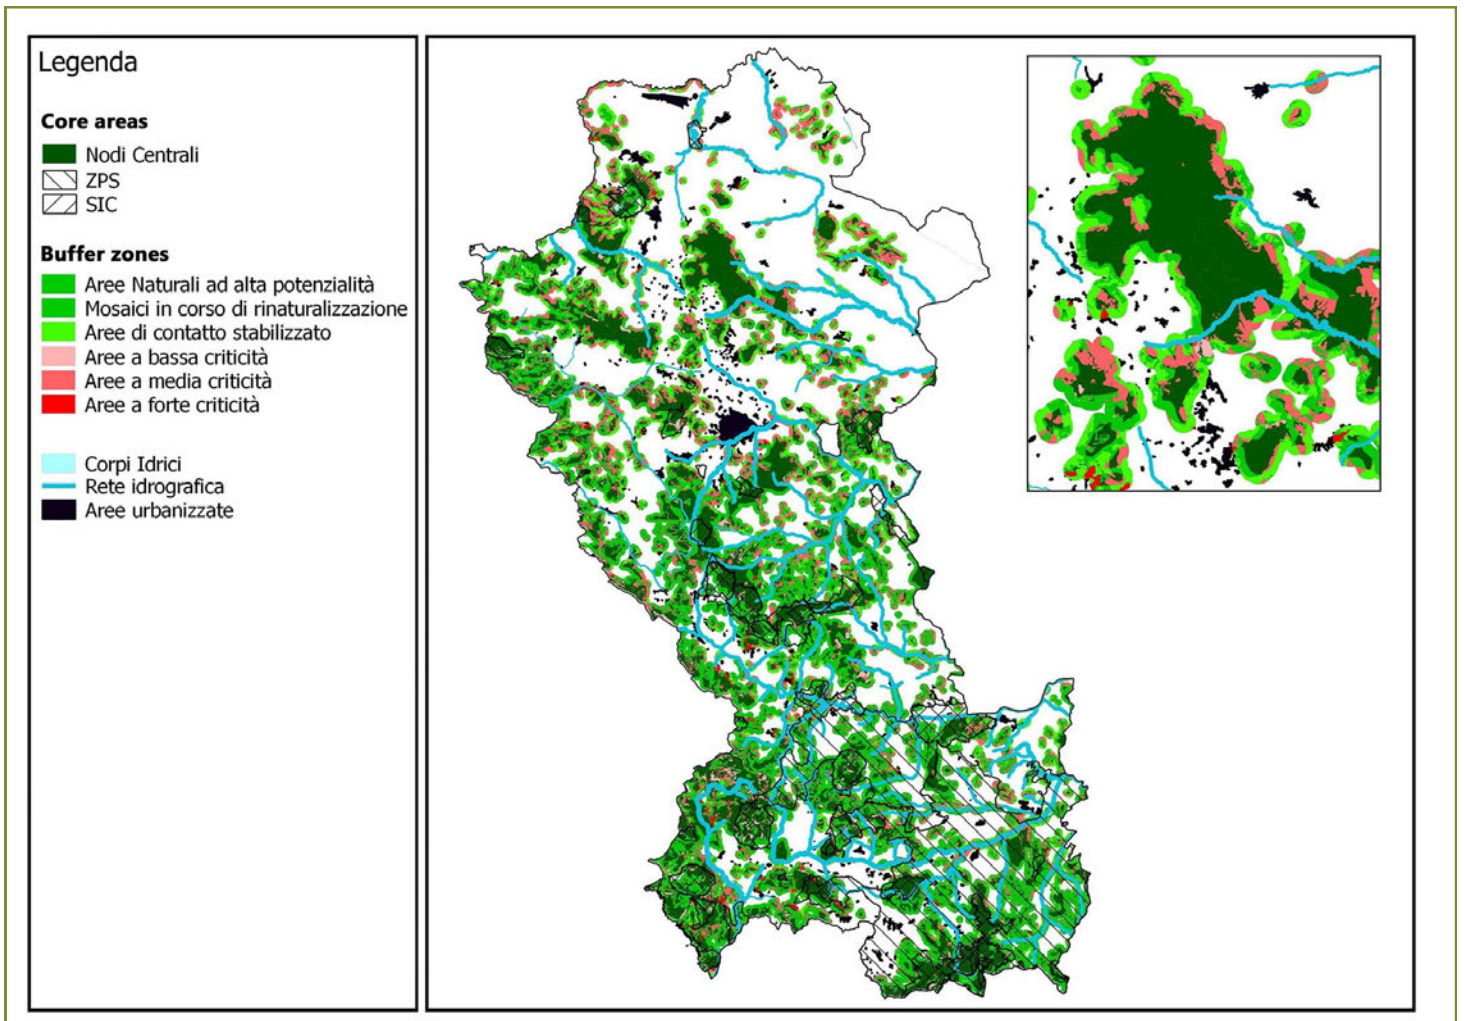 Legenda
Core areas
Nodi Centrali
ZPS
SIC
Buffer zones
Aree Naturali ad alta potenzialità
Mosaici in corso di rinaturalizzazione
Aree di contatto stabilizzato
Aree a bassa criticità
Aree a media criticità
Aree a forte criticità
Corpi Idrici
Rete idrografica
Aree urbanizzate